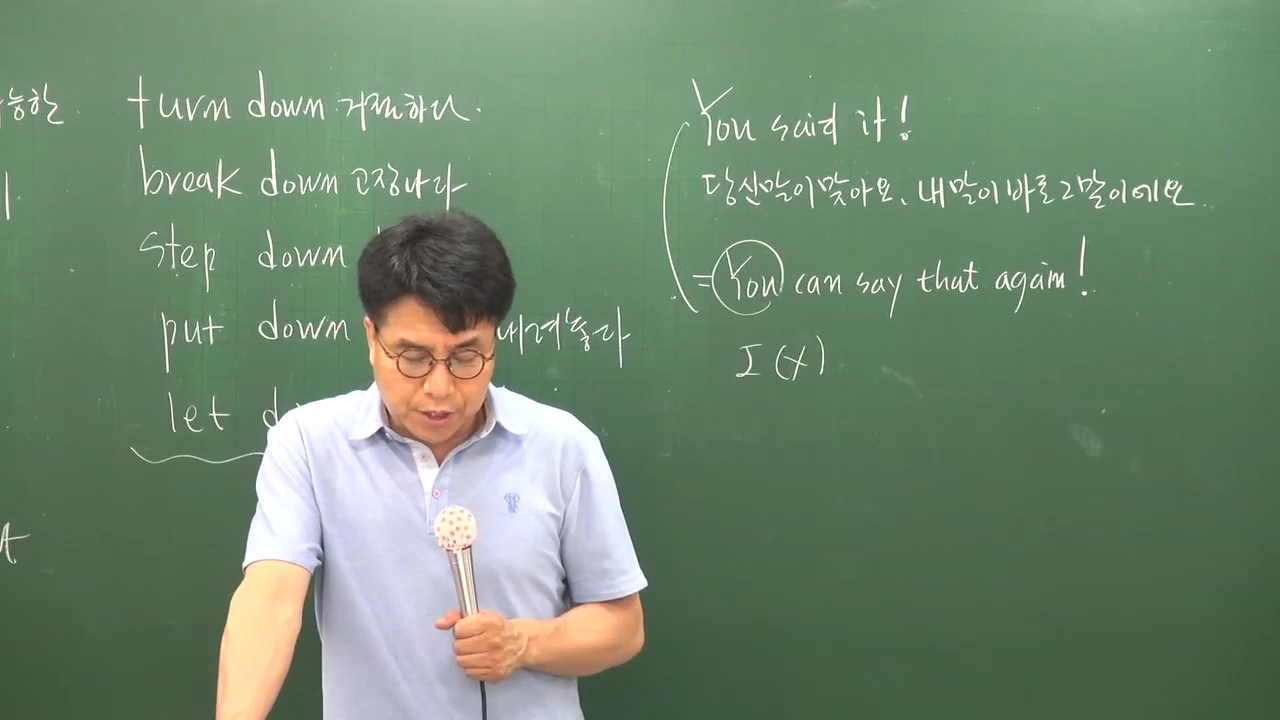 능한
turn down 거절하다.
break down 고장나다
step down
put down 내려놓다
let
You said it!
당신말이맞아요. 내말이바로그말이에요.
= You can say that again!
I (x)